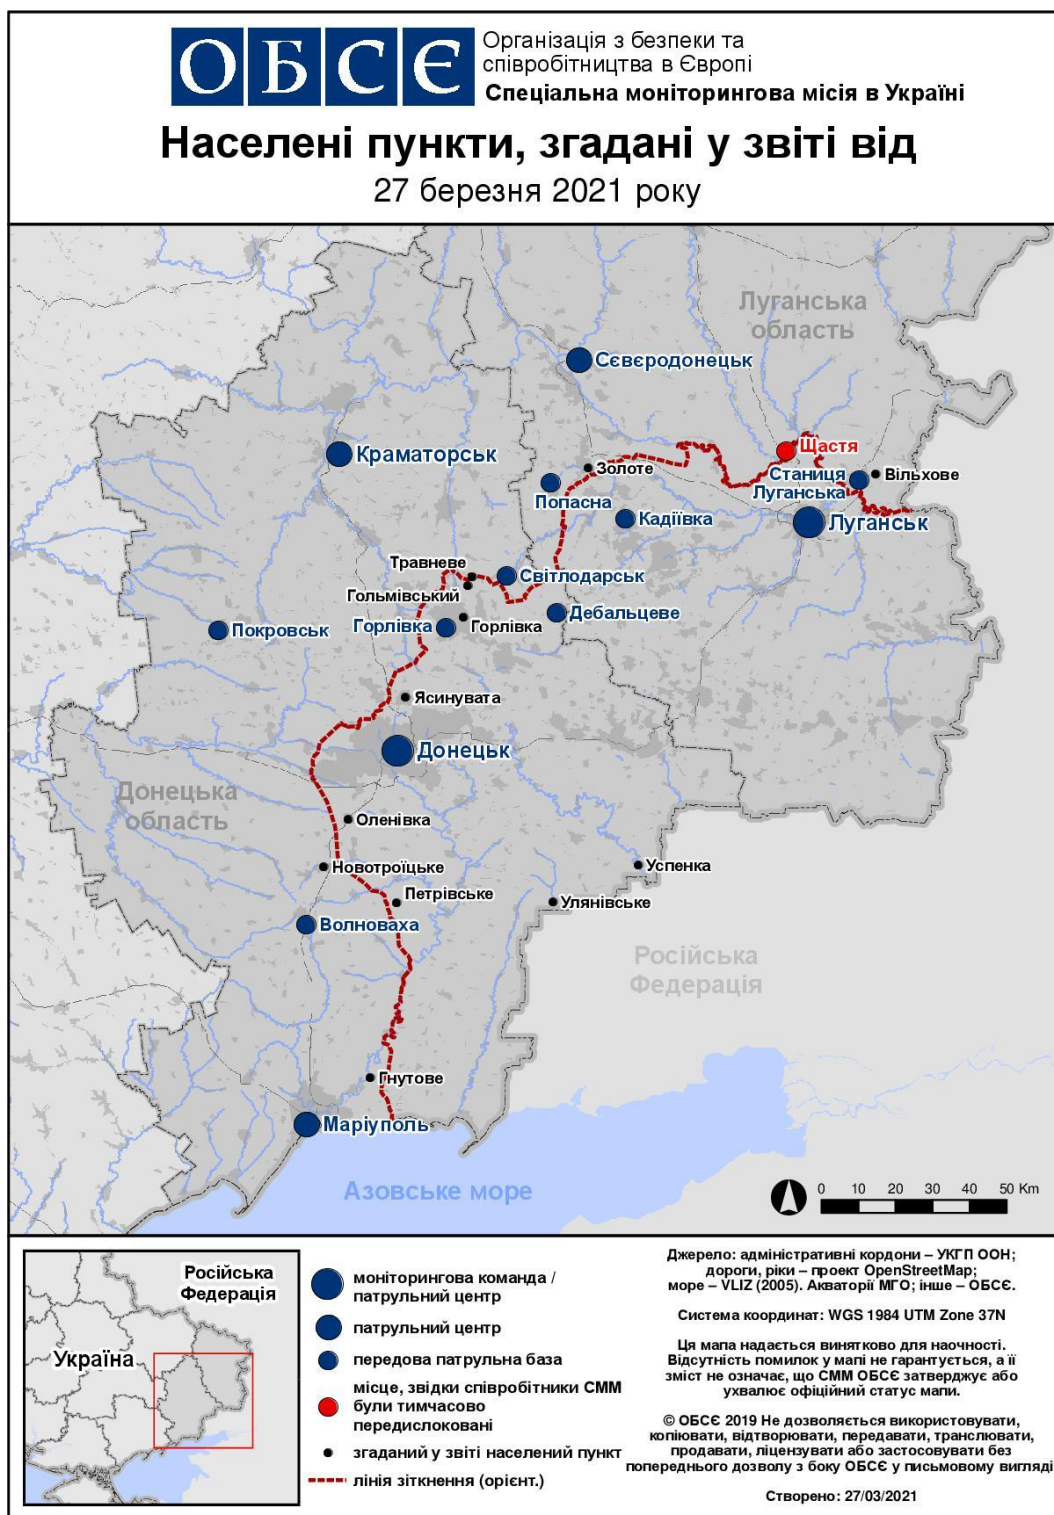 ОБСЄ
Організація з безпеки та
співробітництва в Європі
Спеціальна моніторингова місія в Україні
Населені пункти, згадані у звіті від
27 березня 2021 року
Луганська
область
Сєвєродонецьк
Щастя
Краматорськ
Золоте
Станиця
Луганська
Вільхове
Попасна
Кадіївка
Луганськ
Травневе
Світлодарськ
Гольмівський
Дебальцеве
Горлівка
Горлівка
Покровськ
Ясинувата
Донецьк
Донецька
область
Оленівка
Новотроїцьке
Успенка
Петрівське
Улянівське
Волноваха
Російська
Федерація
Гнутове
Маріуполь
Азовське море
0 10 20 30 40 50 Km
Російська
Федерація
Україна
моніторингова команда /
патрульний центр
патрульний центр
передова патрульна база
місце, звідки співробітники СММ
були тимчасово
передислоковані
згаданий у звіті населений пункт
лінія зіткнення (орієнт.)
Джерело: адміністративні кордони – УКГП ООН;
дороги, ріки – проект OpenStreetMap;
море – VLIZ (2005). Акваторії МГО; інше – ОБСЄ.
Система координат: WGS 1984 UTM Zone 37N
Ця мапа надається винятково для наочності.
Відсутність помилок у мапі не гарантується, а її
зміст не означає, що СММ ОБСЄ затверджує або
ухвалює офіційний статус мапи.
© ОБСЄ 2019 Не дозволяється використовувати,
копіювати, відтворювати, передавати, транслювати,
продавати, ліцензувати або застосовувати без
попереднього дозволу з боку ОБСЄ у письмовому вигляді
Створено: 27/03/2021